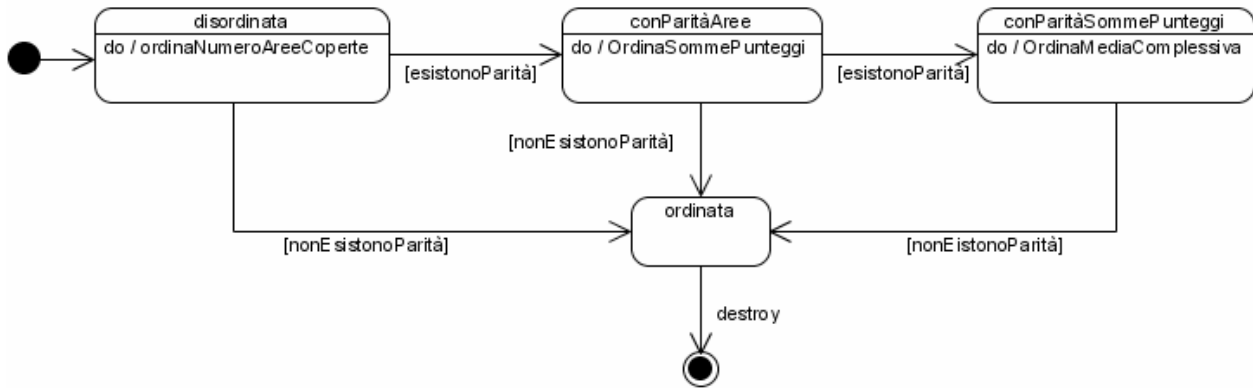 disordinata
do / ordinaNumeroAreeCoperte
[esistonoParità]
conParitàAree
do / OrdinaSommePunteggi
[esistonoParità]
conParitàSommePunteggi
do / OrdinaMediaComplessiva
[nonEsistonoParità]
ordinata
[nonEsistonoParità]
[nonEistonoParità]
destroy